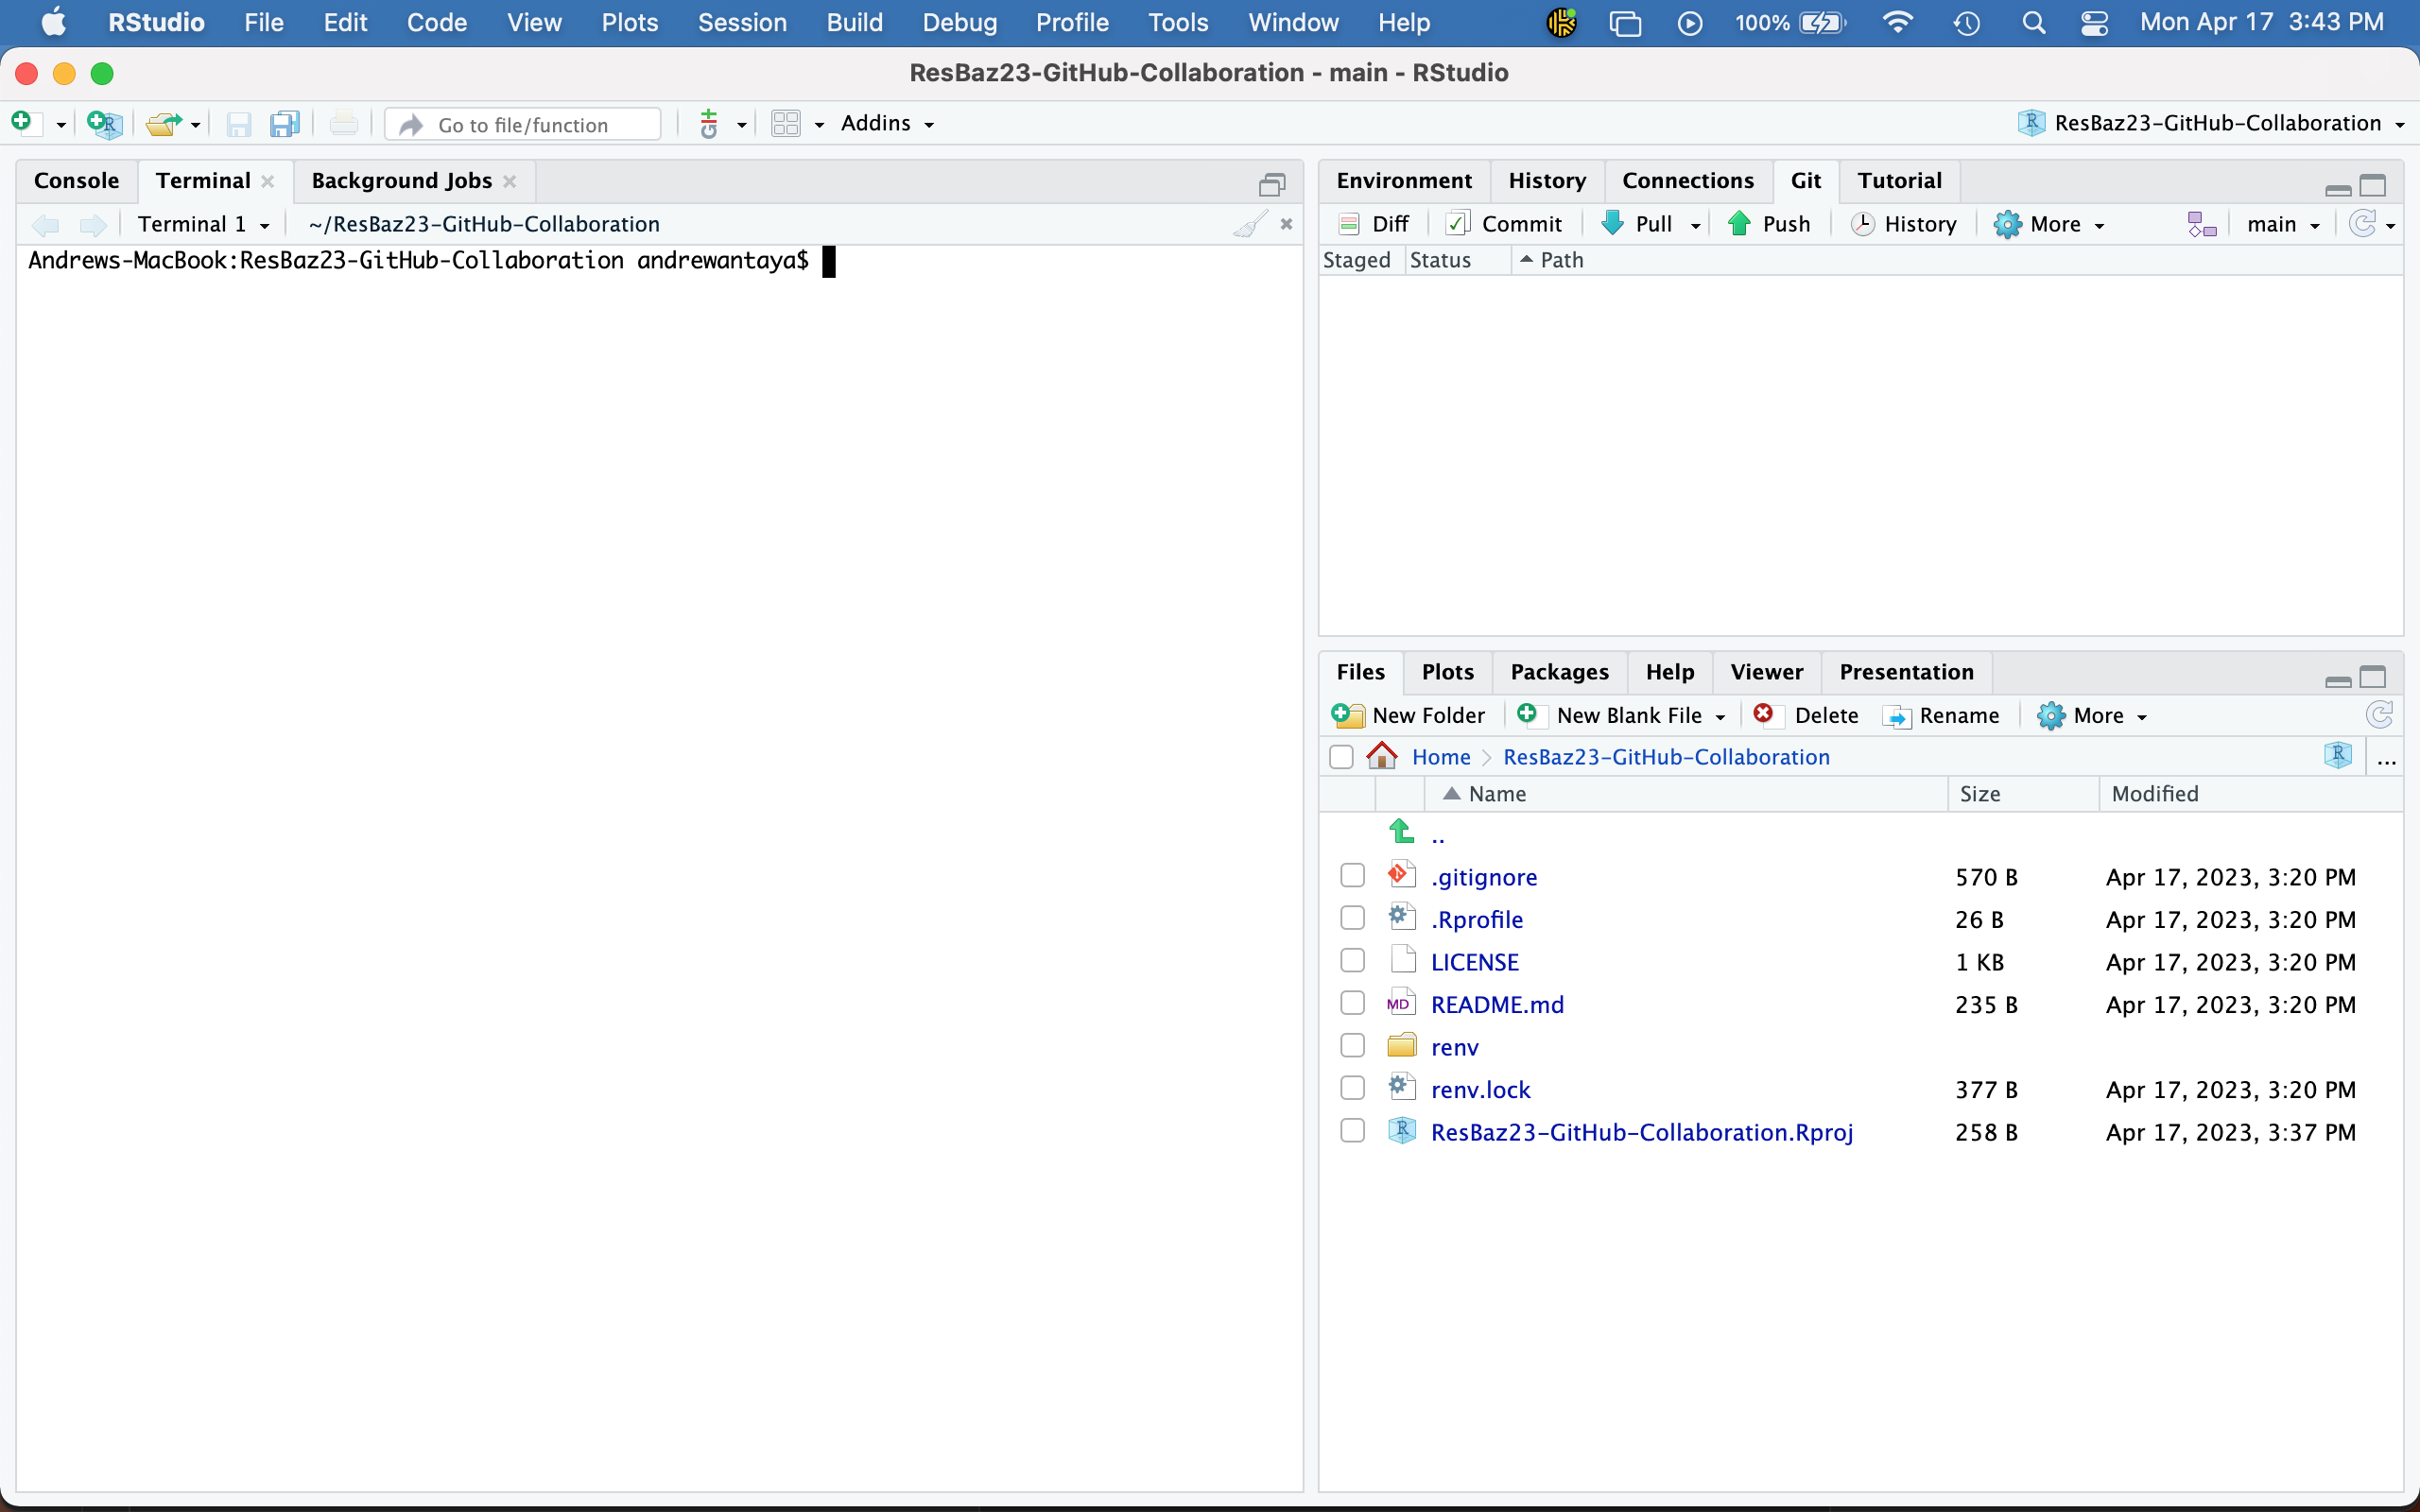 RStudio File Edit Code View Plots Session Build Debug Profile Tools Window Help 100% Mon Apr 17 3:43 PM
ResBaz23-GitHub-Collaboration - main - RStudio
Go to file/function Addins ResBaz23-GitHub-Collaboration
Console Terminal Background Jobs
Terminal 1 ~/ResBaz23-GitHub-Collaboration
Andrews-MacBook:ResBaz23-GitHub-Collaboration andrewantaya$
Environment History Connections Git Tutorial
Diff Commit Pull Push History More main
Staged Status Path
Files Plots Packages Help Viewer Presentation
New Folder New Blank File Delete Rename More
Home ResBaz23-GitHub-Collaboration ...
Name Size Modified
..
.gitignore 570 B Apr 17, 2023, 3:20 PM
.Rprofile 26 B Apr 17, 2023, 3:20 PM
LICENSE 1 KB Apr 17, 2023, 3:20 PM
MD README.md 235 B Apr 17, 2023, 3:20 PM
renv
renv.lock 377 B Apr 17, 2023, 3:20 PM
R ResBaz23-GitHub-Collaboration.Rproj 258 B Apr 17, 2023, 3:37 PM